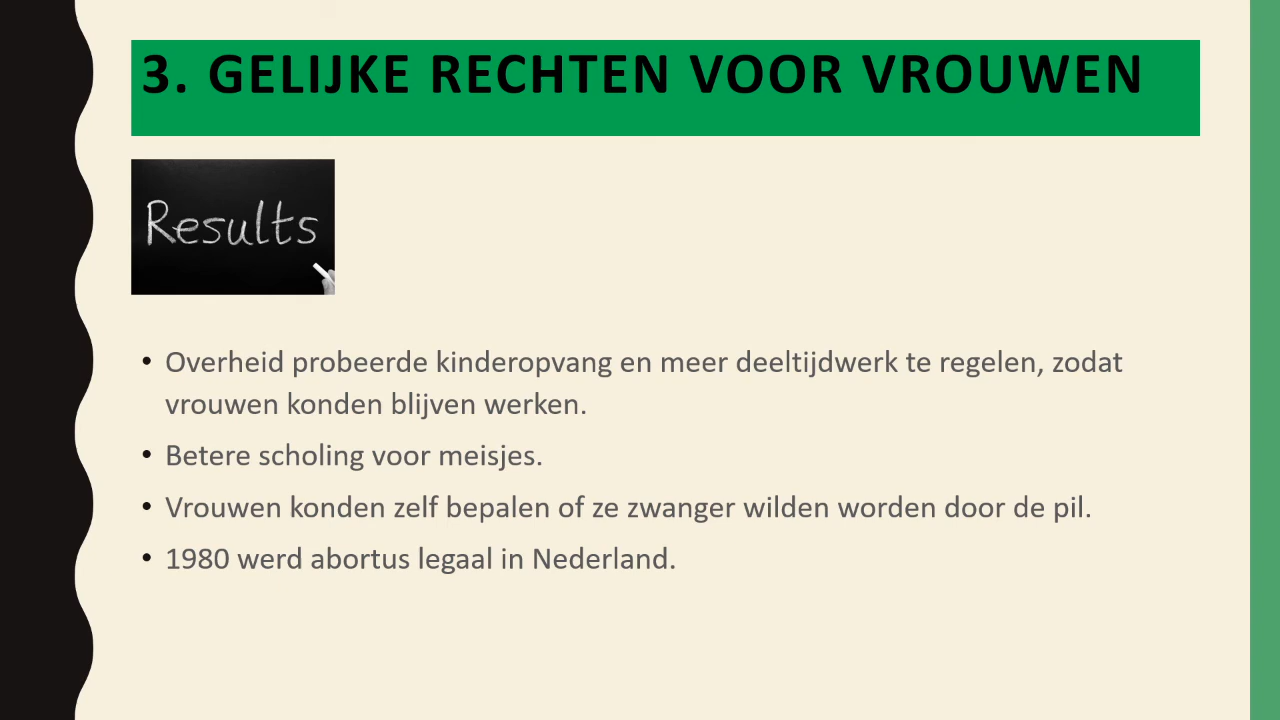 3. GELIJKE RECHTEN VOOR VROUWEN
Results
• Overheid probeerde kinderopvang en meer deeltijdwerk te regelen, zodat
vrouwen konden blijven werken.
• Betere scholing voor meisjes.
• Vrouwen konden zelf bepalen of ze zwanger wilden worden door de pil.
• 1980 werd abortus legaal in Nederland.